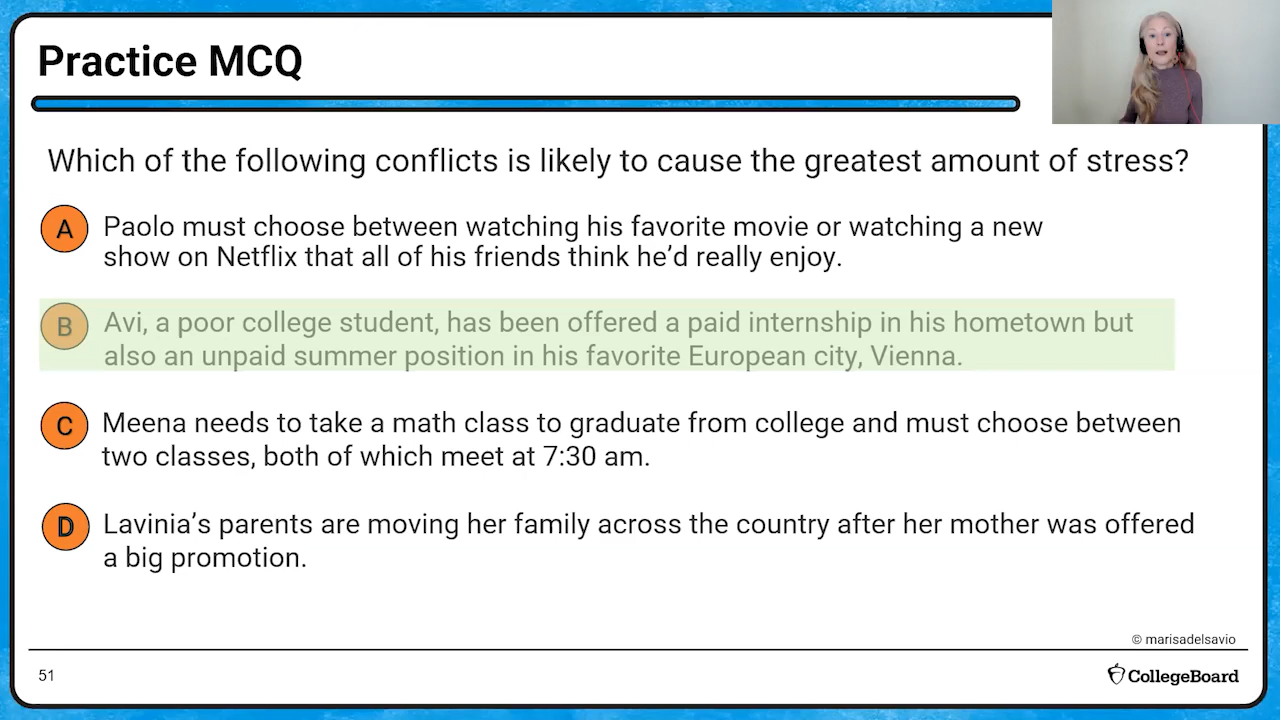 Practice MCQ
Which of the following conflicts is likely to cause the greatest amount of stress?
A
Paolo must choose between watching his favorite movie or watching a new
show on Netflix that all of his friends think he’d really enjoy.
B
Avi, a poor college student, has been offered a paid internship in his hometown but
also an unpaid summer position in his favorite European city, Vienna.
C
Meena needs to take a math class to graduate from college and must choose between
two classes, both of which meet at 7:30 am.
D
Lavinia’s parents are moving her family across the country after her mother was offered
a big promotion.
© marisadelsavio
51
CollegeBoard